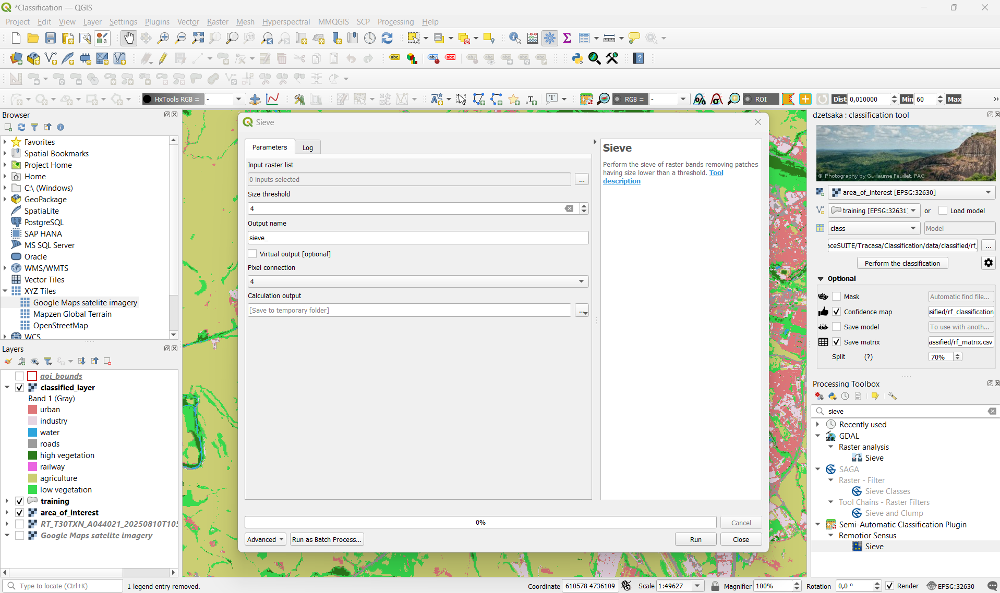 *Classification — QGIS
Project Edit View Layer Settings Plugins Vector Raster Mesh Hyperspectral MMQGIS SCP Processing Help
HxTools RGB = -
RGB = -
ROI
Dist 0,010000 Min 60 Max
Browser
Favorites
Spatial Bookmarks
Project Home
Home
C:\ (Windows)
GeoPackage
SpatiaLite
PostgreSQL
SAP HANA
MS SQL Server
Oracle
WMS/WMTS
Vector Tiles
XYZ Tiles
Google Maps satelite imagery
Mapzen Global Terrain
OpenStreetMap
WCS
Layers
aoi_bounds
classified_layer
Band 1 (Gray)
urban
industry
water
roads
high vegetation
railway
agriculture
low vegetation
training
area_of_interest
RT_T30TXN_A044021_20250810T105
Google Maps satelite imagery
Sieve
Parameters Log
Input raster list
0 inputs selected ...
Size threshold
4
Output name
sieve_
Virtual output [optional]
Pixel connection
4
Calculation output
[Save to temporary folder] ...
Sieve
Perform the sieve of raster bands removing patches
having size lower than a threshold. Tool
description
0% Cancel
Advanced Run as Batch Process... Run Close
dzetsaka : classification tool
© Photography by Guillaume Feuillet. PAG
area_of_interest [EPSG:32630]
training [EPSG:32631] or Load model
class Model
aceSUITE/Tracasa/Classification/data/classified/rf_ ...
Perform the classification
Optional
Mask Automatic find file...
Confidence map sified/rf_classification
Save model To use with anoth...
Save matrix assified/rf_matrix.csv
Split (?) 70%
Processing Toolbox
sieve
Recently used
GDAL
Raster analysis
Sieve
SAGA
Raster - Filter
Sieve Classes
Tool Chains - Raster Filters
Sieve and Clump
Semi-Automatic Classification Plugin
Remotior Sensus
Sieve
Type to locate (Ctrl+K) 1 legend entry removed. Coordinate 610578 4736109 Scale 1:49627 Magnifier 100% Rotation 0,0 ° Render EPSG:32630